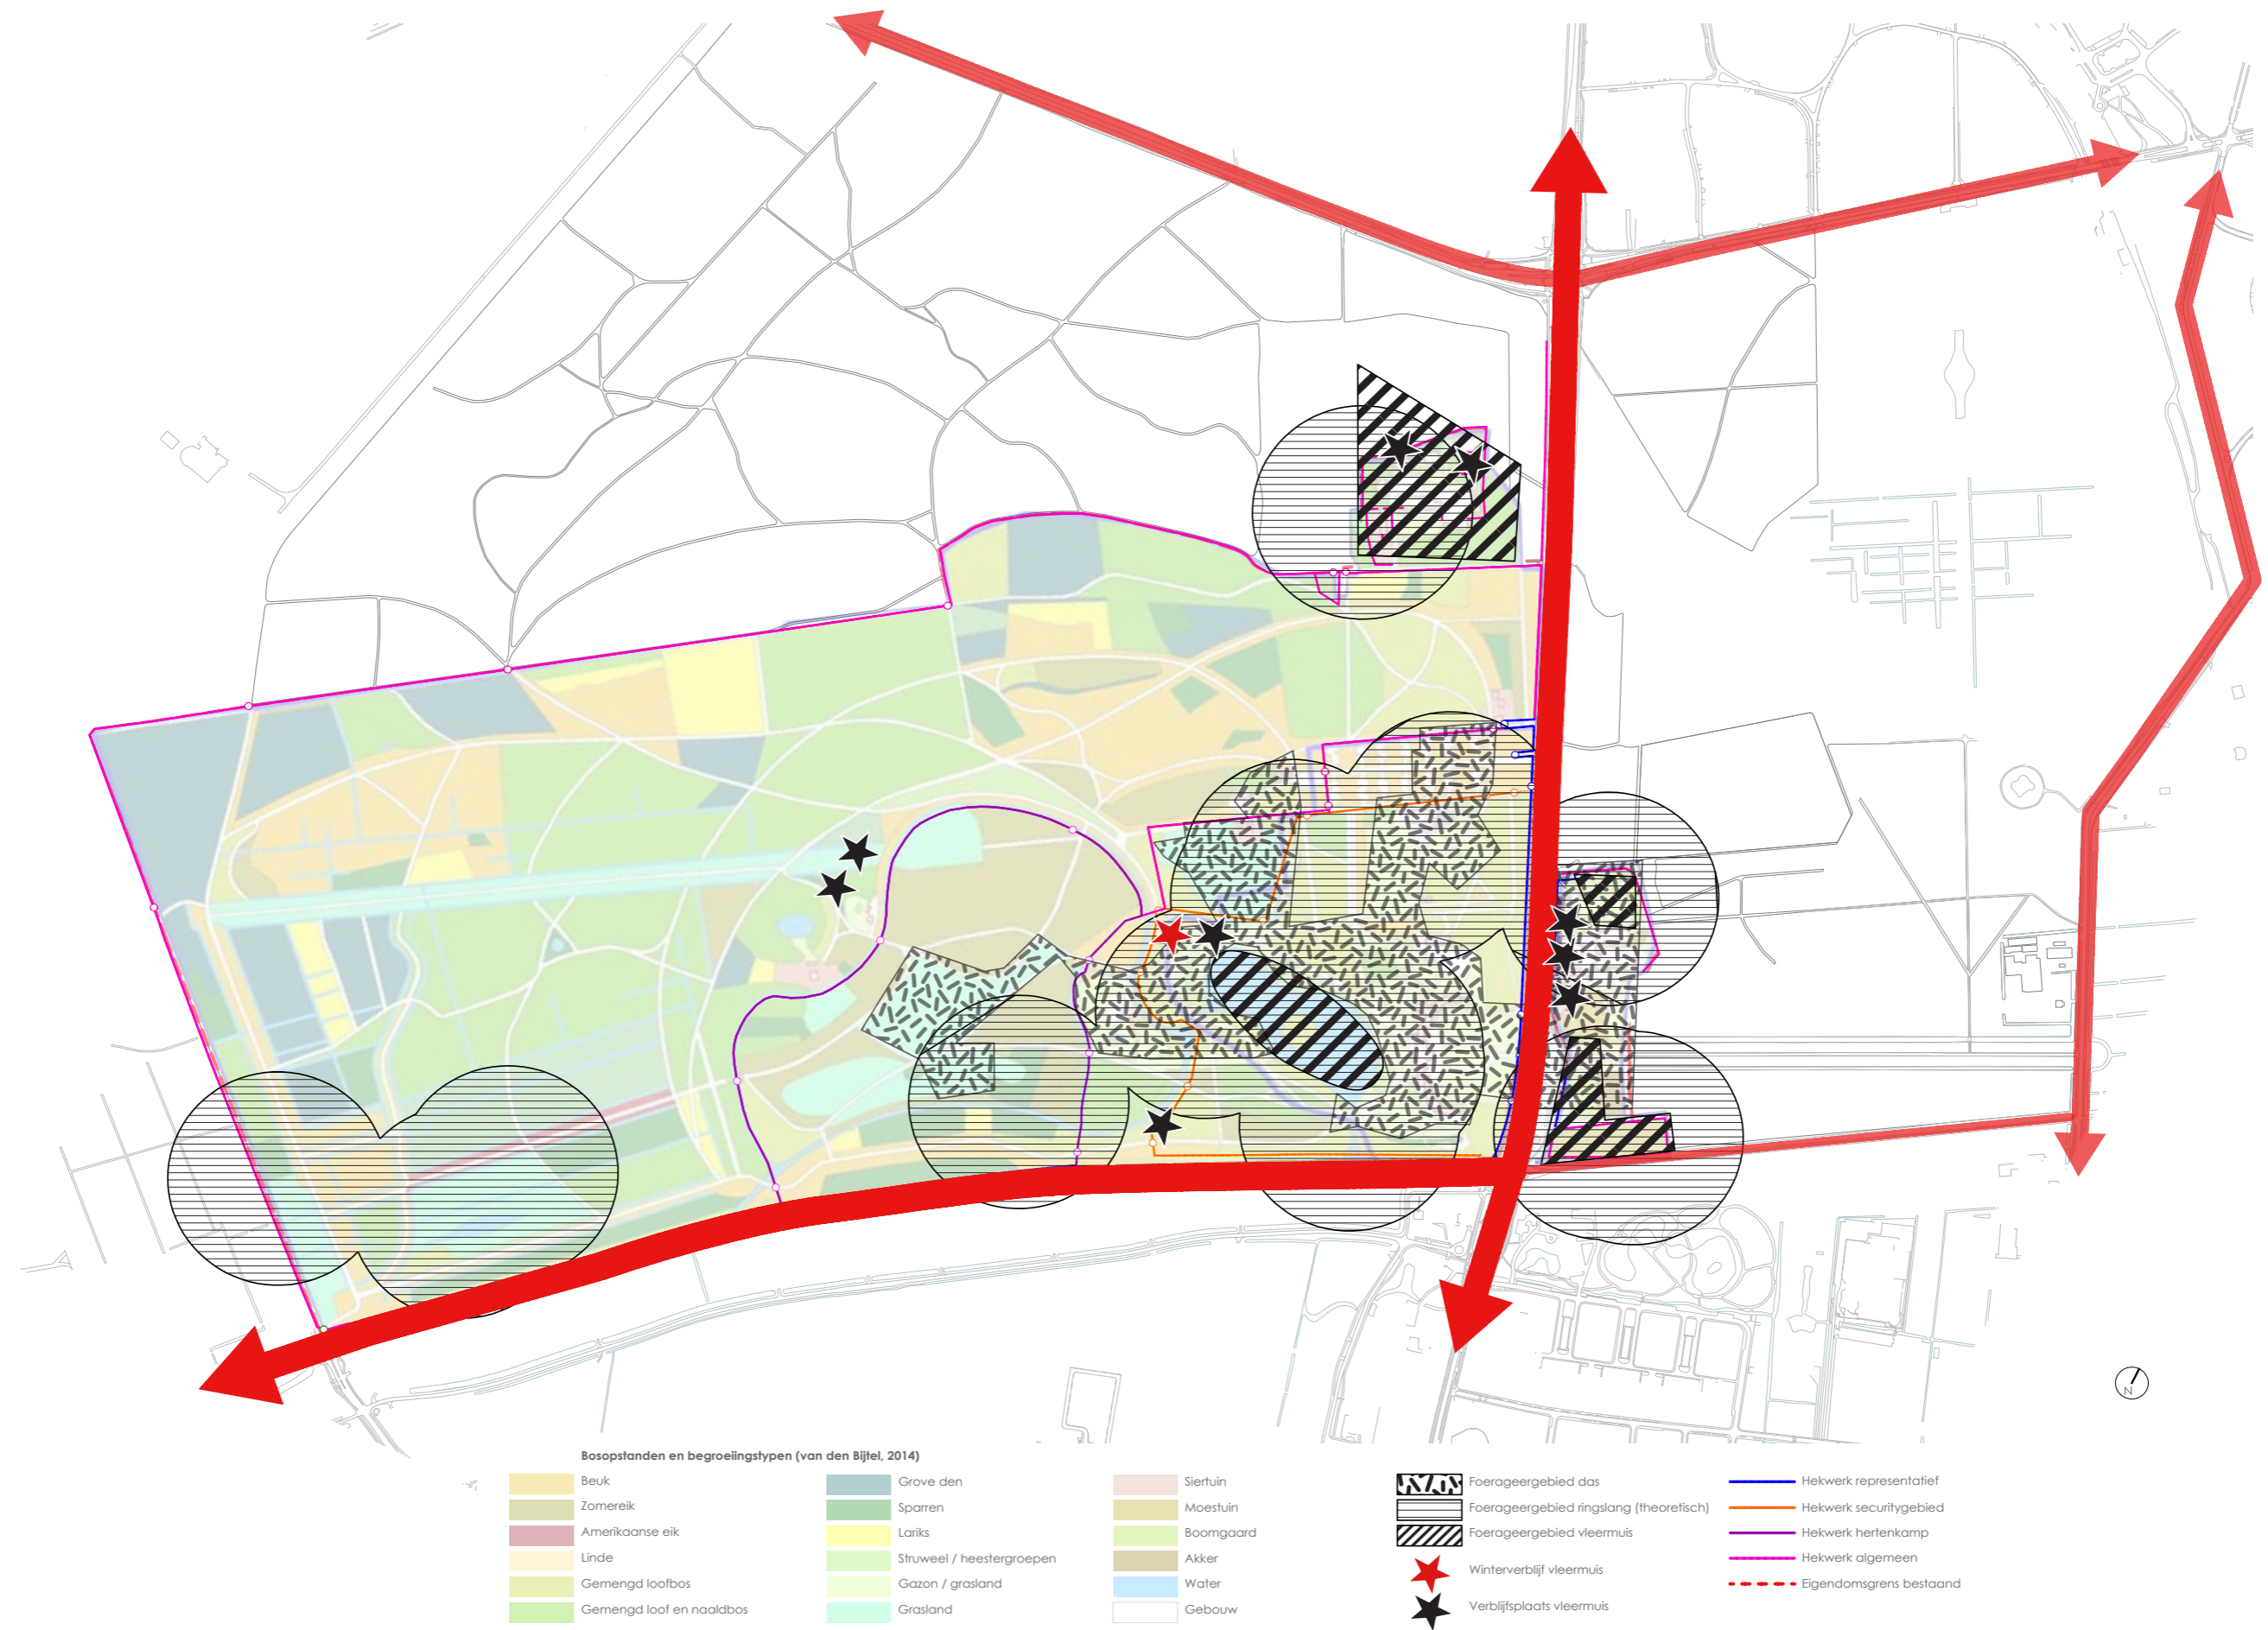 N
Bosopstanden en begroeiingstypen (van den Bijtel, 2014)
Beuk
Zomereik
Amerikaanse eik
Linde
Gemengd loofbos
Gemengd loof en naaldbos
Grove den
Sparren
Lariks
Struweel / heestergroepen
Gazon / grasland
Grasland
Siertuin
Moestuin
Boomgaard
Akker
Water
Gebouw
Foerageergebied das
Foerageergebied ringslang (theoretisch)
Foerageergebied vleermuis
Winterverblijf vleermuis
Verblijfsplaats vleermuis
Hekwerk representatief
Hekwerk securitygebied
Hekwerk hertenkamp
Hekwerk algemeen
Eigendomsgrens bestaand